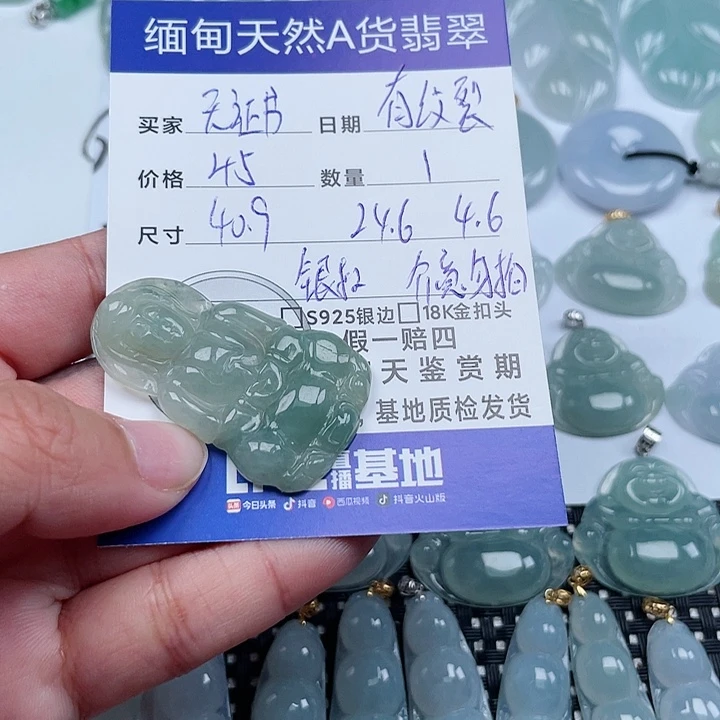 缅甸天然A货翡翠
买家 无证书 日期 有纹裂
价格 45 数量 1
尺寸 40.9 24.6 4.6
银扣 介意勿拍
S925银边 18K金扣头
假一赔四
天鉴赏期
，基地质检发货
播基地
今日头条 抖音 西瓜视频 抖音火山版